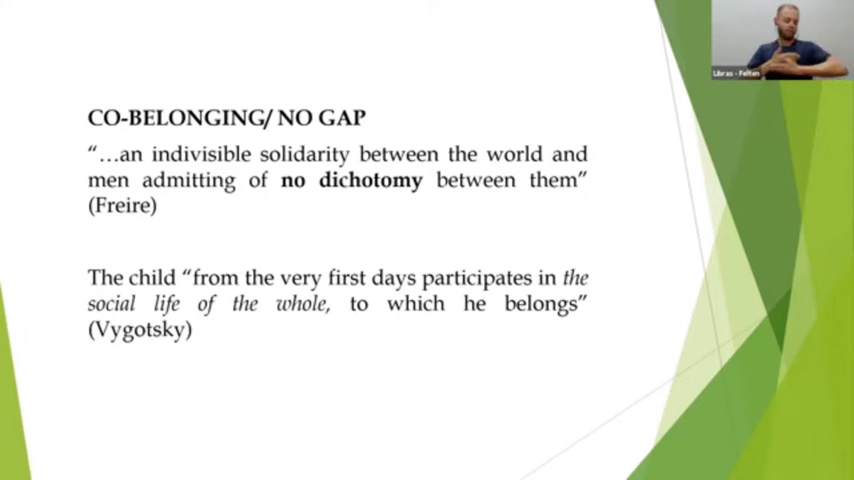 CO-BELONGING/ NO GAP
“…an indivisible solidarity between the world and
men admitting of no dichotomy between them”
(Freire)
The child “from the very first days participates in the
social life of the whole, to which he belongs”
(Vygotsky)
Libras - Felten